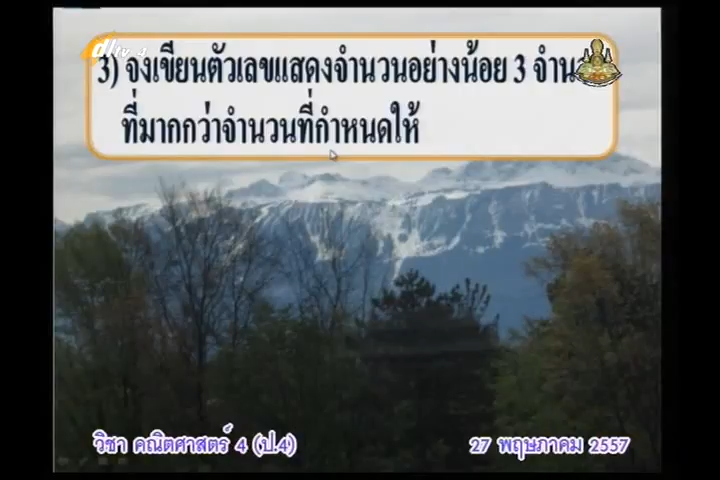 dltv 4
3) จงเขียนตัวเลขแสดงจำนวนอย่างน้อย 3 จำน
ที่มากกว่าจำนวนที่กำหนดให้
วิชา คณิตศาสตร์ 4 (ป.4)
27 พฤษภาคม 2557